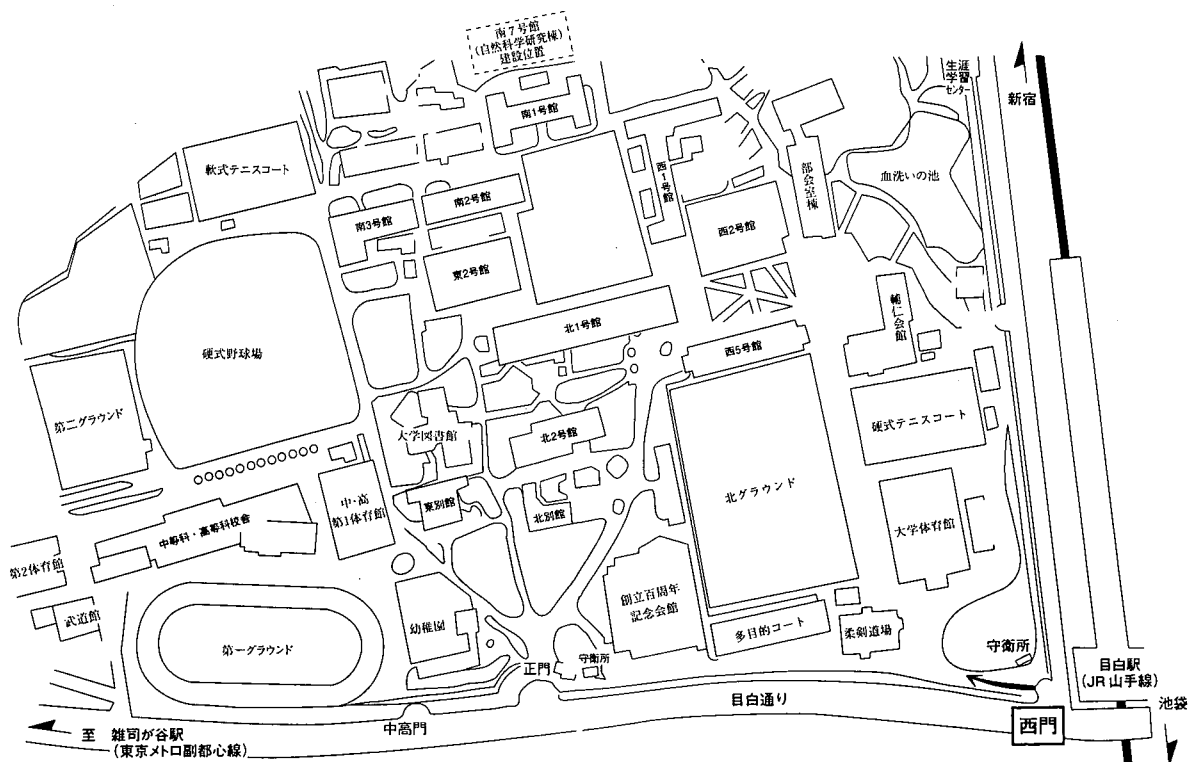 南7号館
(自然科学研究棟)
建設位置
生涯
学習
センター
新宿
南1号館
軟式テニスコート
西1号館
部会室棟
血洗いの池
南2号館
南3号館
西2号館
東2号館
北1号館
輔仁会館
硬式野球場
西5号館
第二グラウンド
硬式テニスコート
大学図書館
北2号館
北グラウンド
中・高
第1体育館
東別館
北別館
中等科・高等科校舎
大学体育館
第2体育館
創立百周年
記念会館
武道館
幼稚園
多目的コート
柔剣道場
第一グラウンド
守衛所
守衛所
正門
目白駅
(JR山手線)
目白通り
池袋
西門
中高門
至 雑司が谷駅
(東京メトロ副都心線)